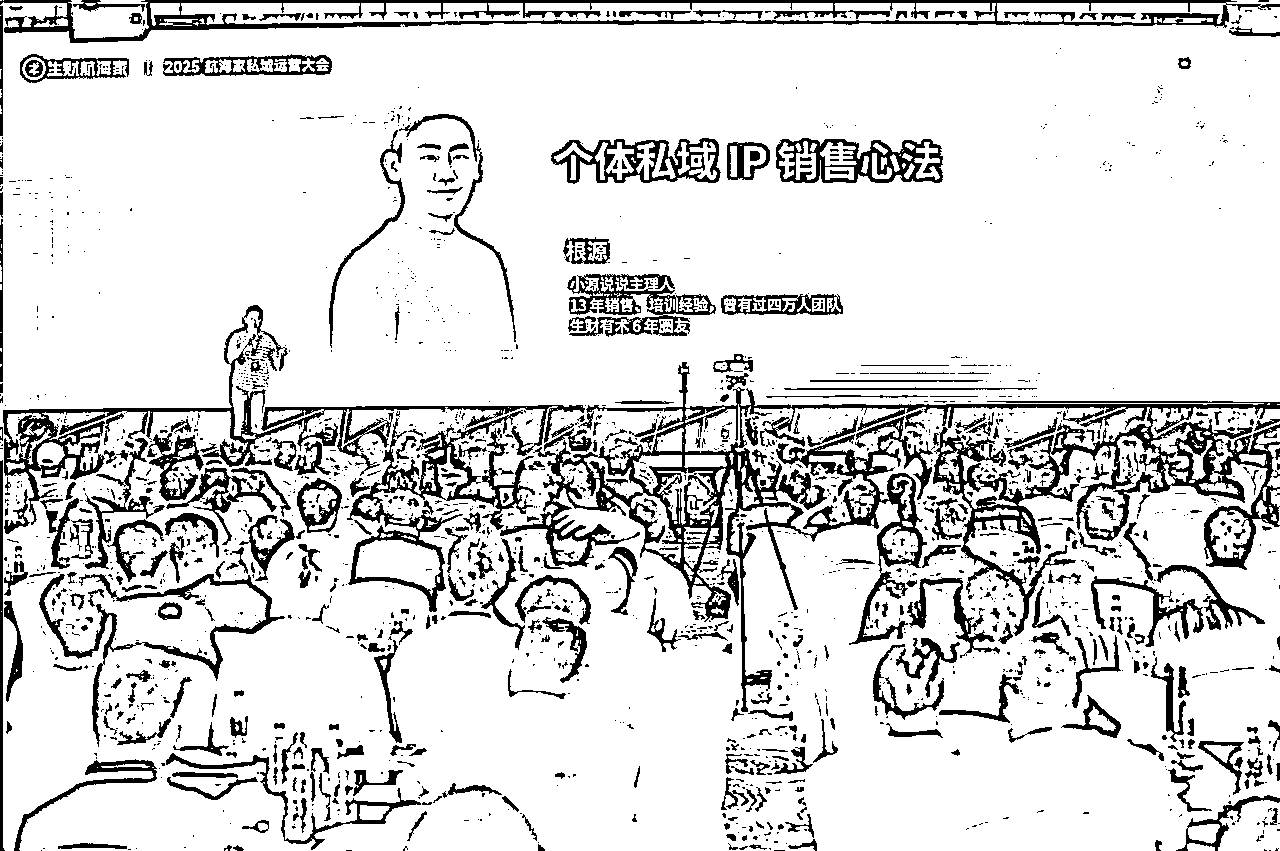 生财航海家 || 2025 航海家私域运营大会
个体私域 IP 销售心法
根源
小源说说主理人
13 年销售、培训经验，曾有过四万人团队
生财有术 6 年圈友